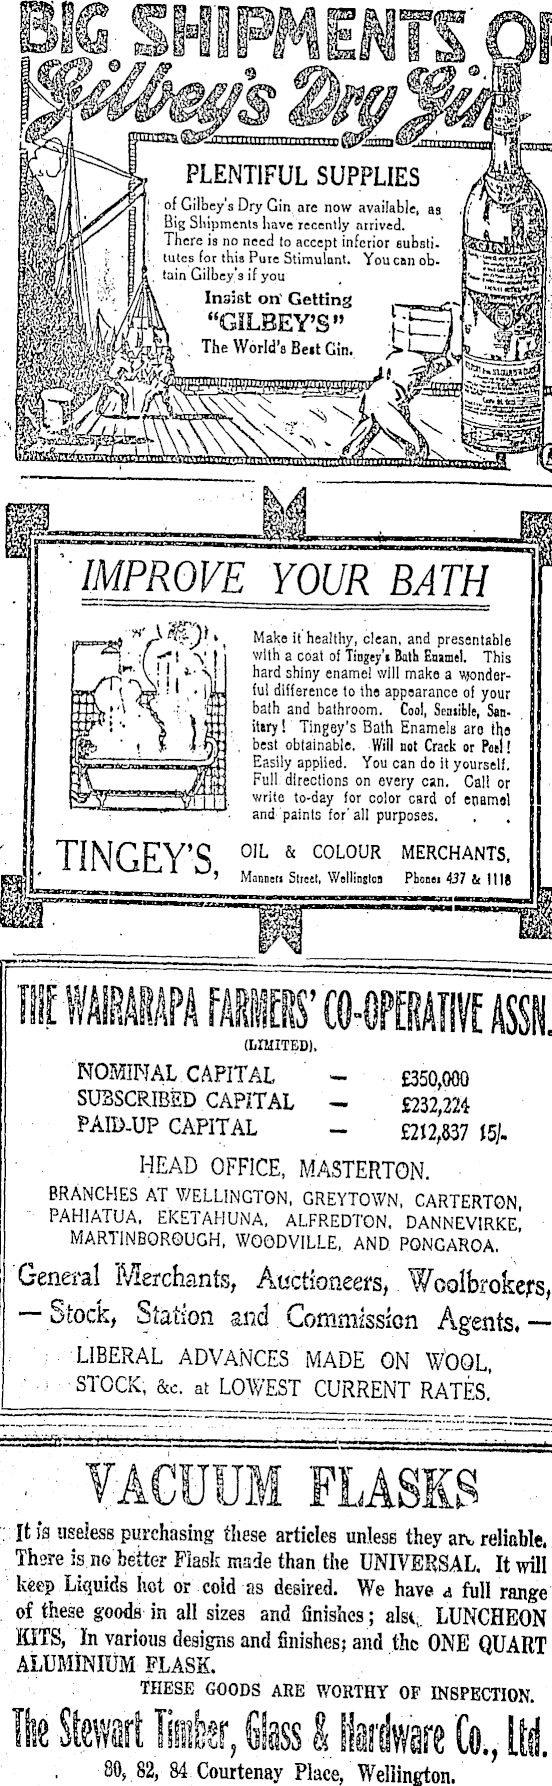 BIG SHIPMENTS OF
Gilbey's Dry Gin
PLENTIFUL SUPPLIES
of Gilbey's Dry Gin are now available, as
Big Shipments have recently arrived.
There is no need to accept inferior substi-
tutes for this Pure Stimulant. You can ob-
tain Gilbey's if you
Insist on Getting
"GILBEY'S"
The World's Best Gin.
IMPROVE YOUR BATH
Make it healthy, clean, and presentable
with a coat of Tingey's Bath Enamel. This
hard shiny enamel will make a wonder-
ful difference to the appearance of your
bath and bathroom. Cool, Sensible, San-
itary! Tingey's Bath Enamels are the
best obtainable. Will not Crack or Peel!
Easily applied. You can do it yourself.
Full directions on every can. Call or
write to-day for color card of enamel
and paints for all purposes. . .
TINGEY'S, OIL & COLOUR MERCHANTS,
Manners Street, Wellington Phones 437 & 1118
THE WAIRARAPA FARMERS' CO-OPERATIVE ASSN.
(LIMITED).
NOMINAL CAPITAL — £350,000
SUBSCRIBED CAPITAL — £232,224
PAID-UP CAPITAL — £212,837 15/-
HEAD OFFICE, MASTERTON.
BRANCHES AT WELLINGTON, GREYTOWN, CARTERTON,
PAHIATUA, EKETAHUNA, ALFREDTON, DANNEVIRKE,
MARTINBOROUGH, WOODVILLE, AND PONGAROA.
General Merchants, Auctioneers, Woolbrokers,
— Stock, Station and Commission Agents. —
LIBERAL ADVANCES MADE ON WOOL,
STOCK, &c. at LOWEST CURRENT RATES.
VACUUM FLASKS
It is useless purchasing these articles unless they are reliable.
There is no better Flask made than the UNIVERSAL. It will
keep Liquids hot or cold as desired. We have a full range
of these goods in all sizes and finishes; also, LUNCHEON
KITS, In various designs and finishes; and the ONE QUART
ALUMINIUM FLASK.
THESE GOODS ARE WORTHY OF INSPECTION.
The Stewart Timber, Glass & Hardware Co., Ltd.
80, 82, 84 Courtenay Place, Wellington.